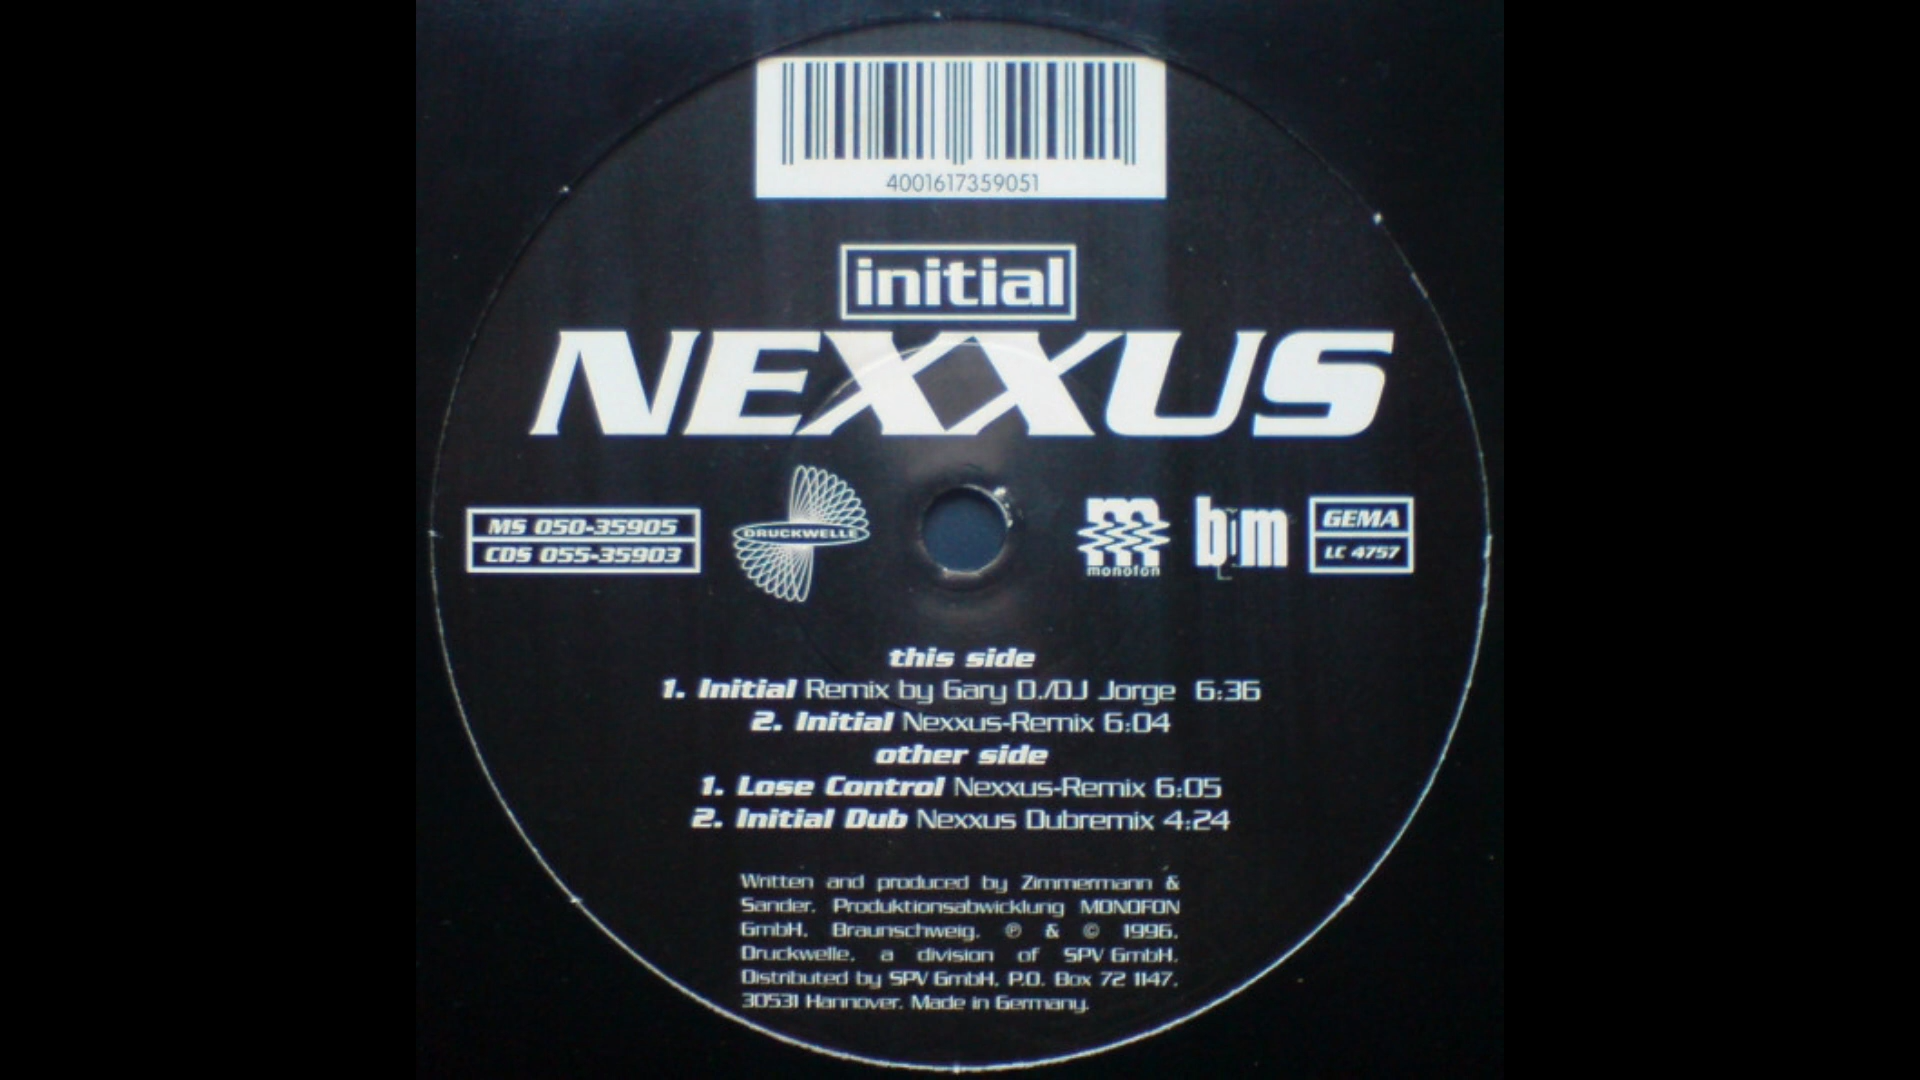 4001617359051
initial
NEXXUS
MS 050-35905
CDS 055-35903
DRUCKWELLE
monofon
bim
GEMA
LC 4757
this side
1. Initial Remix by Gary D./DJ Jorge 6:36
2. Initial Nexxus-Remix 6:04
other side
1. Lose Control Nexxus-Remix 6:05
2. Initial Dub Nexxus Dubremix 4:24
Written and produced by Zimmermann &
Sander. Produktionsabwicklung MONOFON
GmbH, Braunschweig. ℗ & © 1996.
Druckwelle, a division of SPV GmbH.
Distributed by SPV GmbH, P.O. Box 72 1147,
30531 Hannover. Made in Germany.